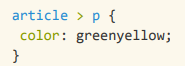 article > p {
 color: greenyellow;
}